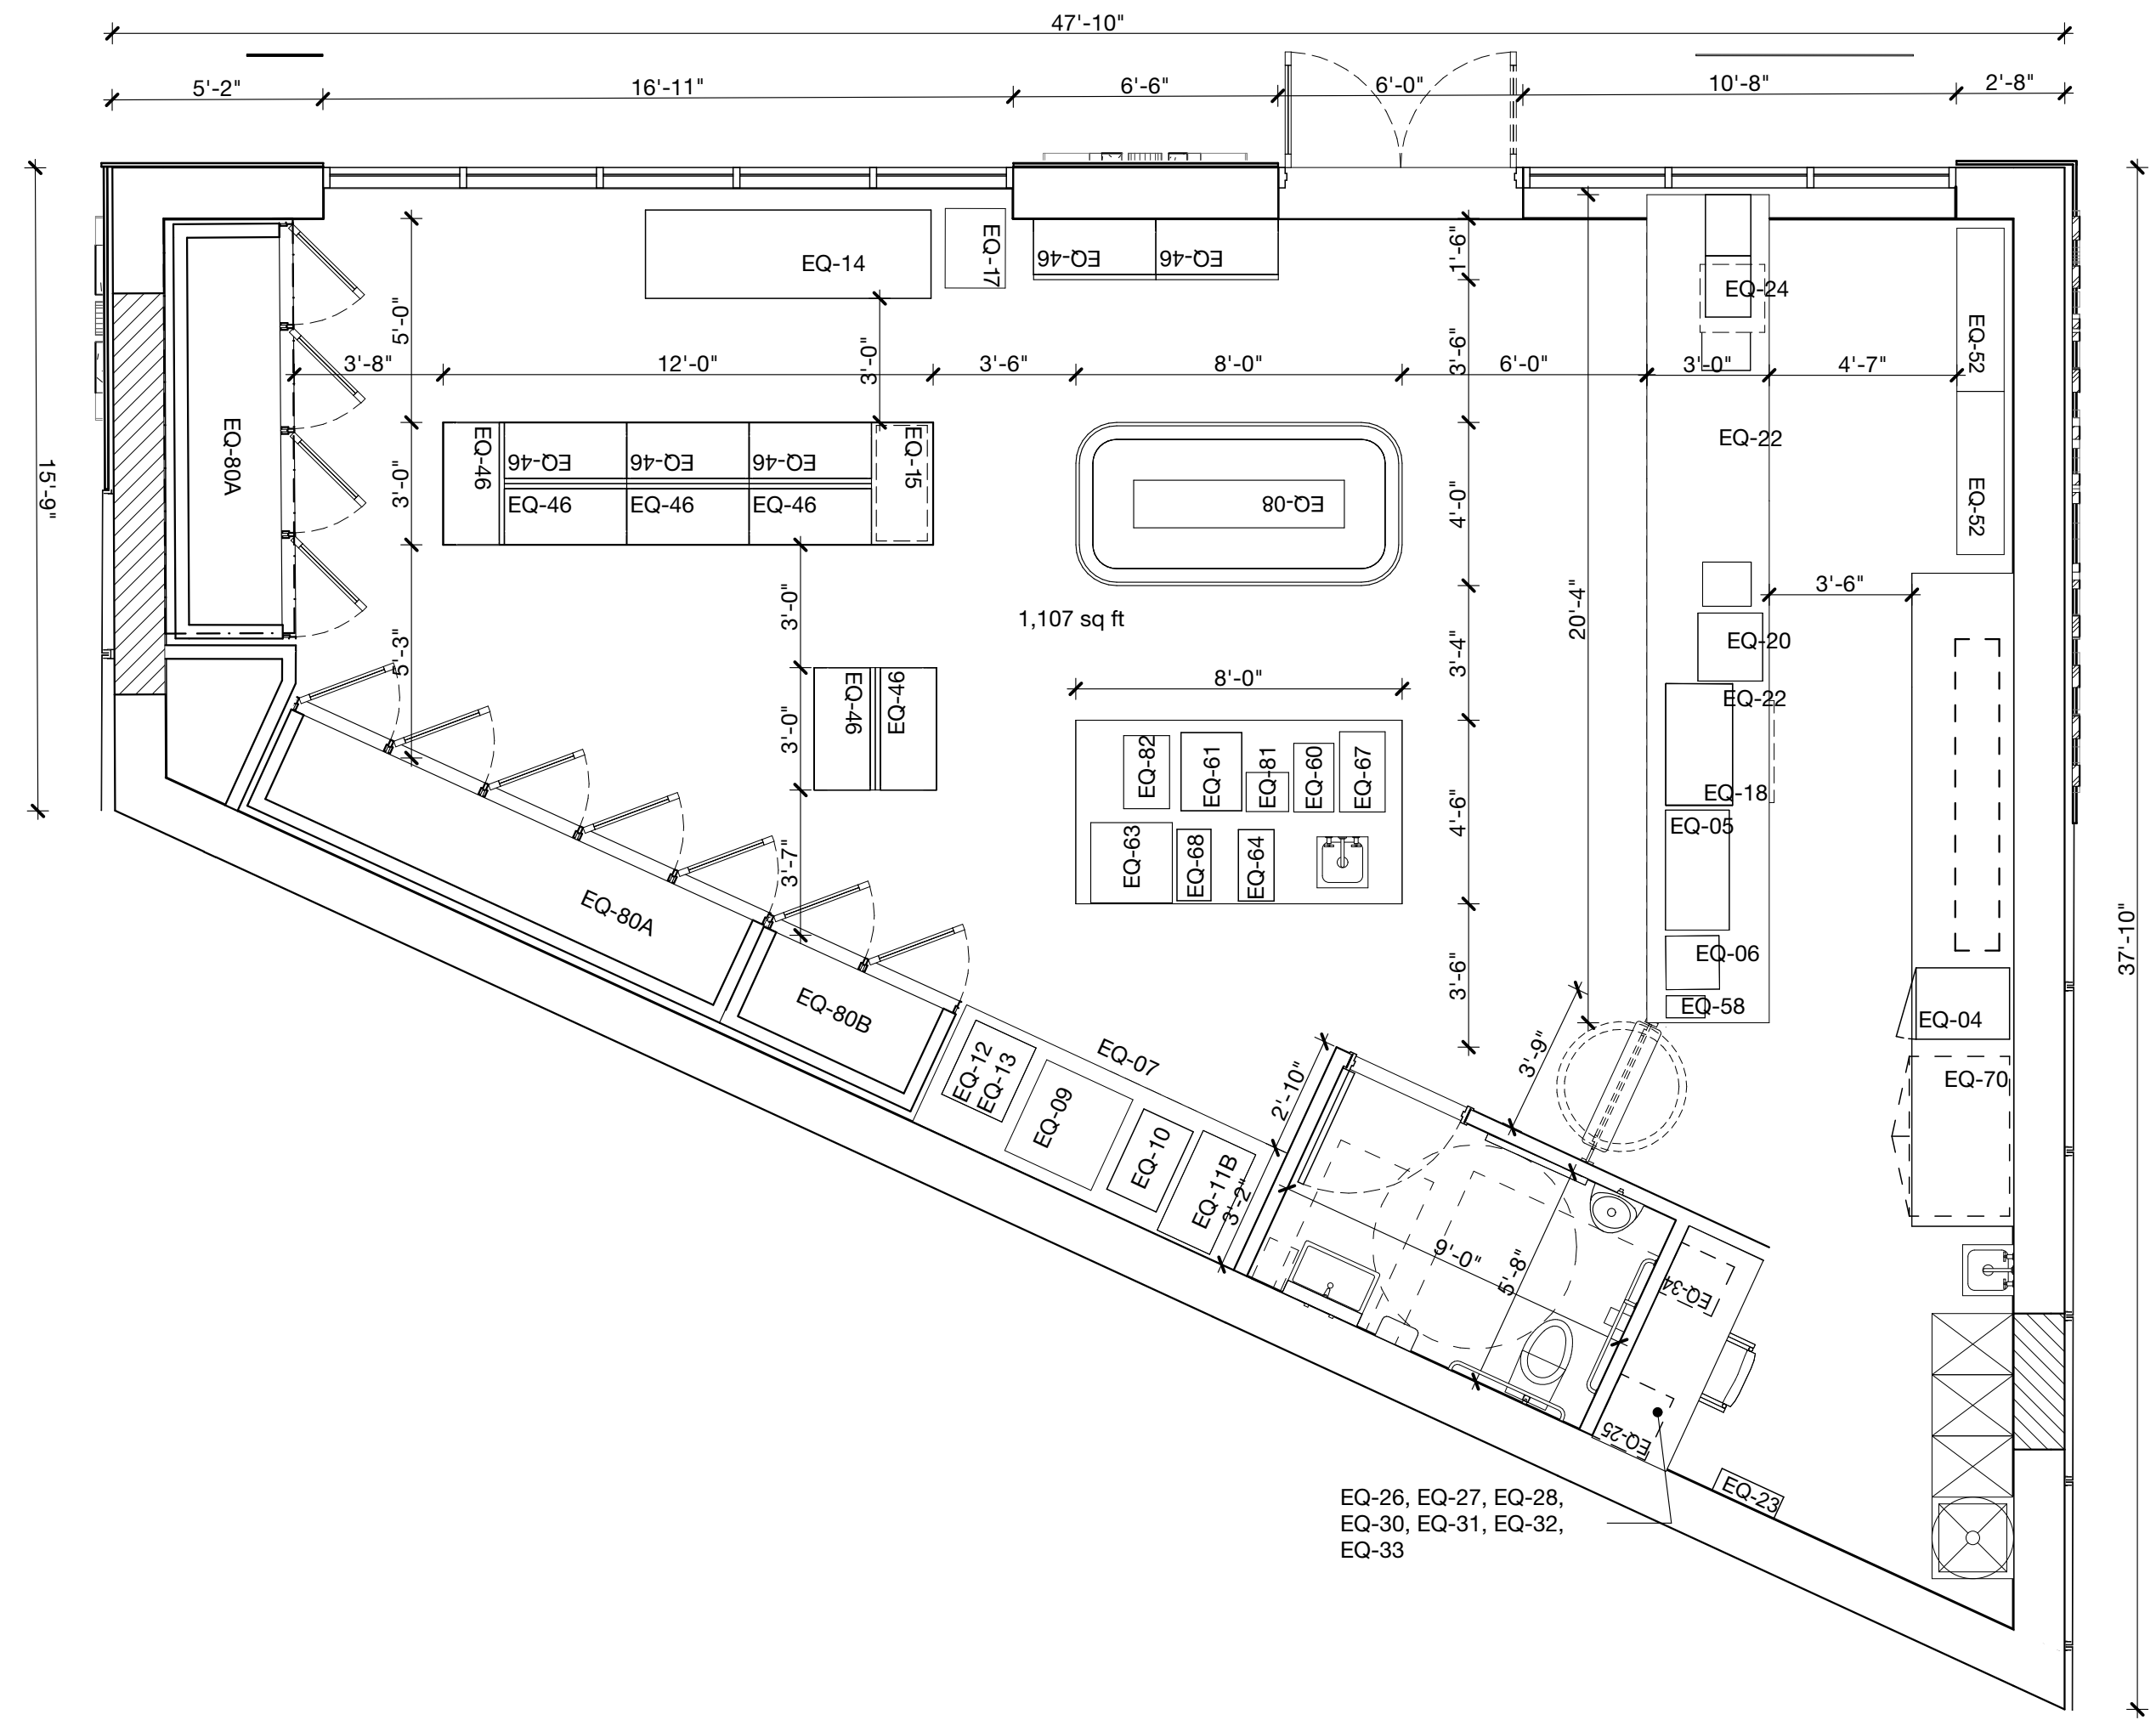 47'-10"
5'-2"
16'-11"
6'-6"
6'-0"
10'-8"
2'-8"
EQ-14
EQ-17
EQ-46
EQ-46
1'-6"
EQ-24
5'-0"
3'-0"
3'-6"
EQ-52
3'-8"
12'-0"
3'-6"
8'-0"
6'-0"
3'-0"
4'-7"
EQ-80A
15'-9"
EQ-46
EQ-46
EQ-46
EQ-46
EQ-15
EQ-22
3'-0"
EQ-46
EQ-46
EQ-46
EQ-08
4'-0"
EQ-52
3'-0"
1,107 sq ft
20'-4"
3'-6"
5'-3"
3'-4"
EQ-20
8'-0"
EQ-46
EQ-46
EQ-22
3'-0"
EQ-82
EQ-61
EQ-81
EQ-60
EQ-67
EQ-18
4'-6"
EQ-05
3'-7"
EQ-63
EQ-68
EQ-64
EQ-80A
EQ-06
37'-10"
3'-6"
EQ-80B
EQ-58
EQ-04
EQ-07
3'-9"
EQ-12
EQ-13
EQ-70
2'-10"
EQ-09
EQ-10
EQ-11B
3'-2"
9'-0"
5'-8"
EQ-34
EQ-25
EQ-23
EQ-26, EQ-27, EQ-28,
EQ-30, EQ-31, EQ-32,
EQ-33